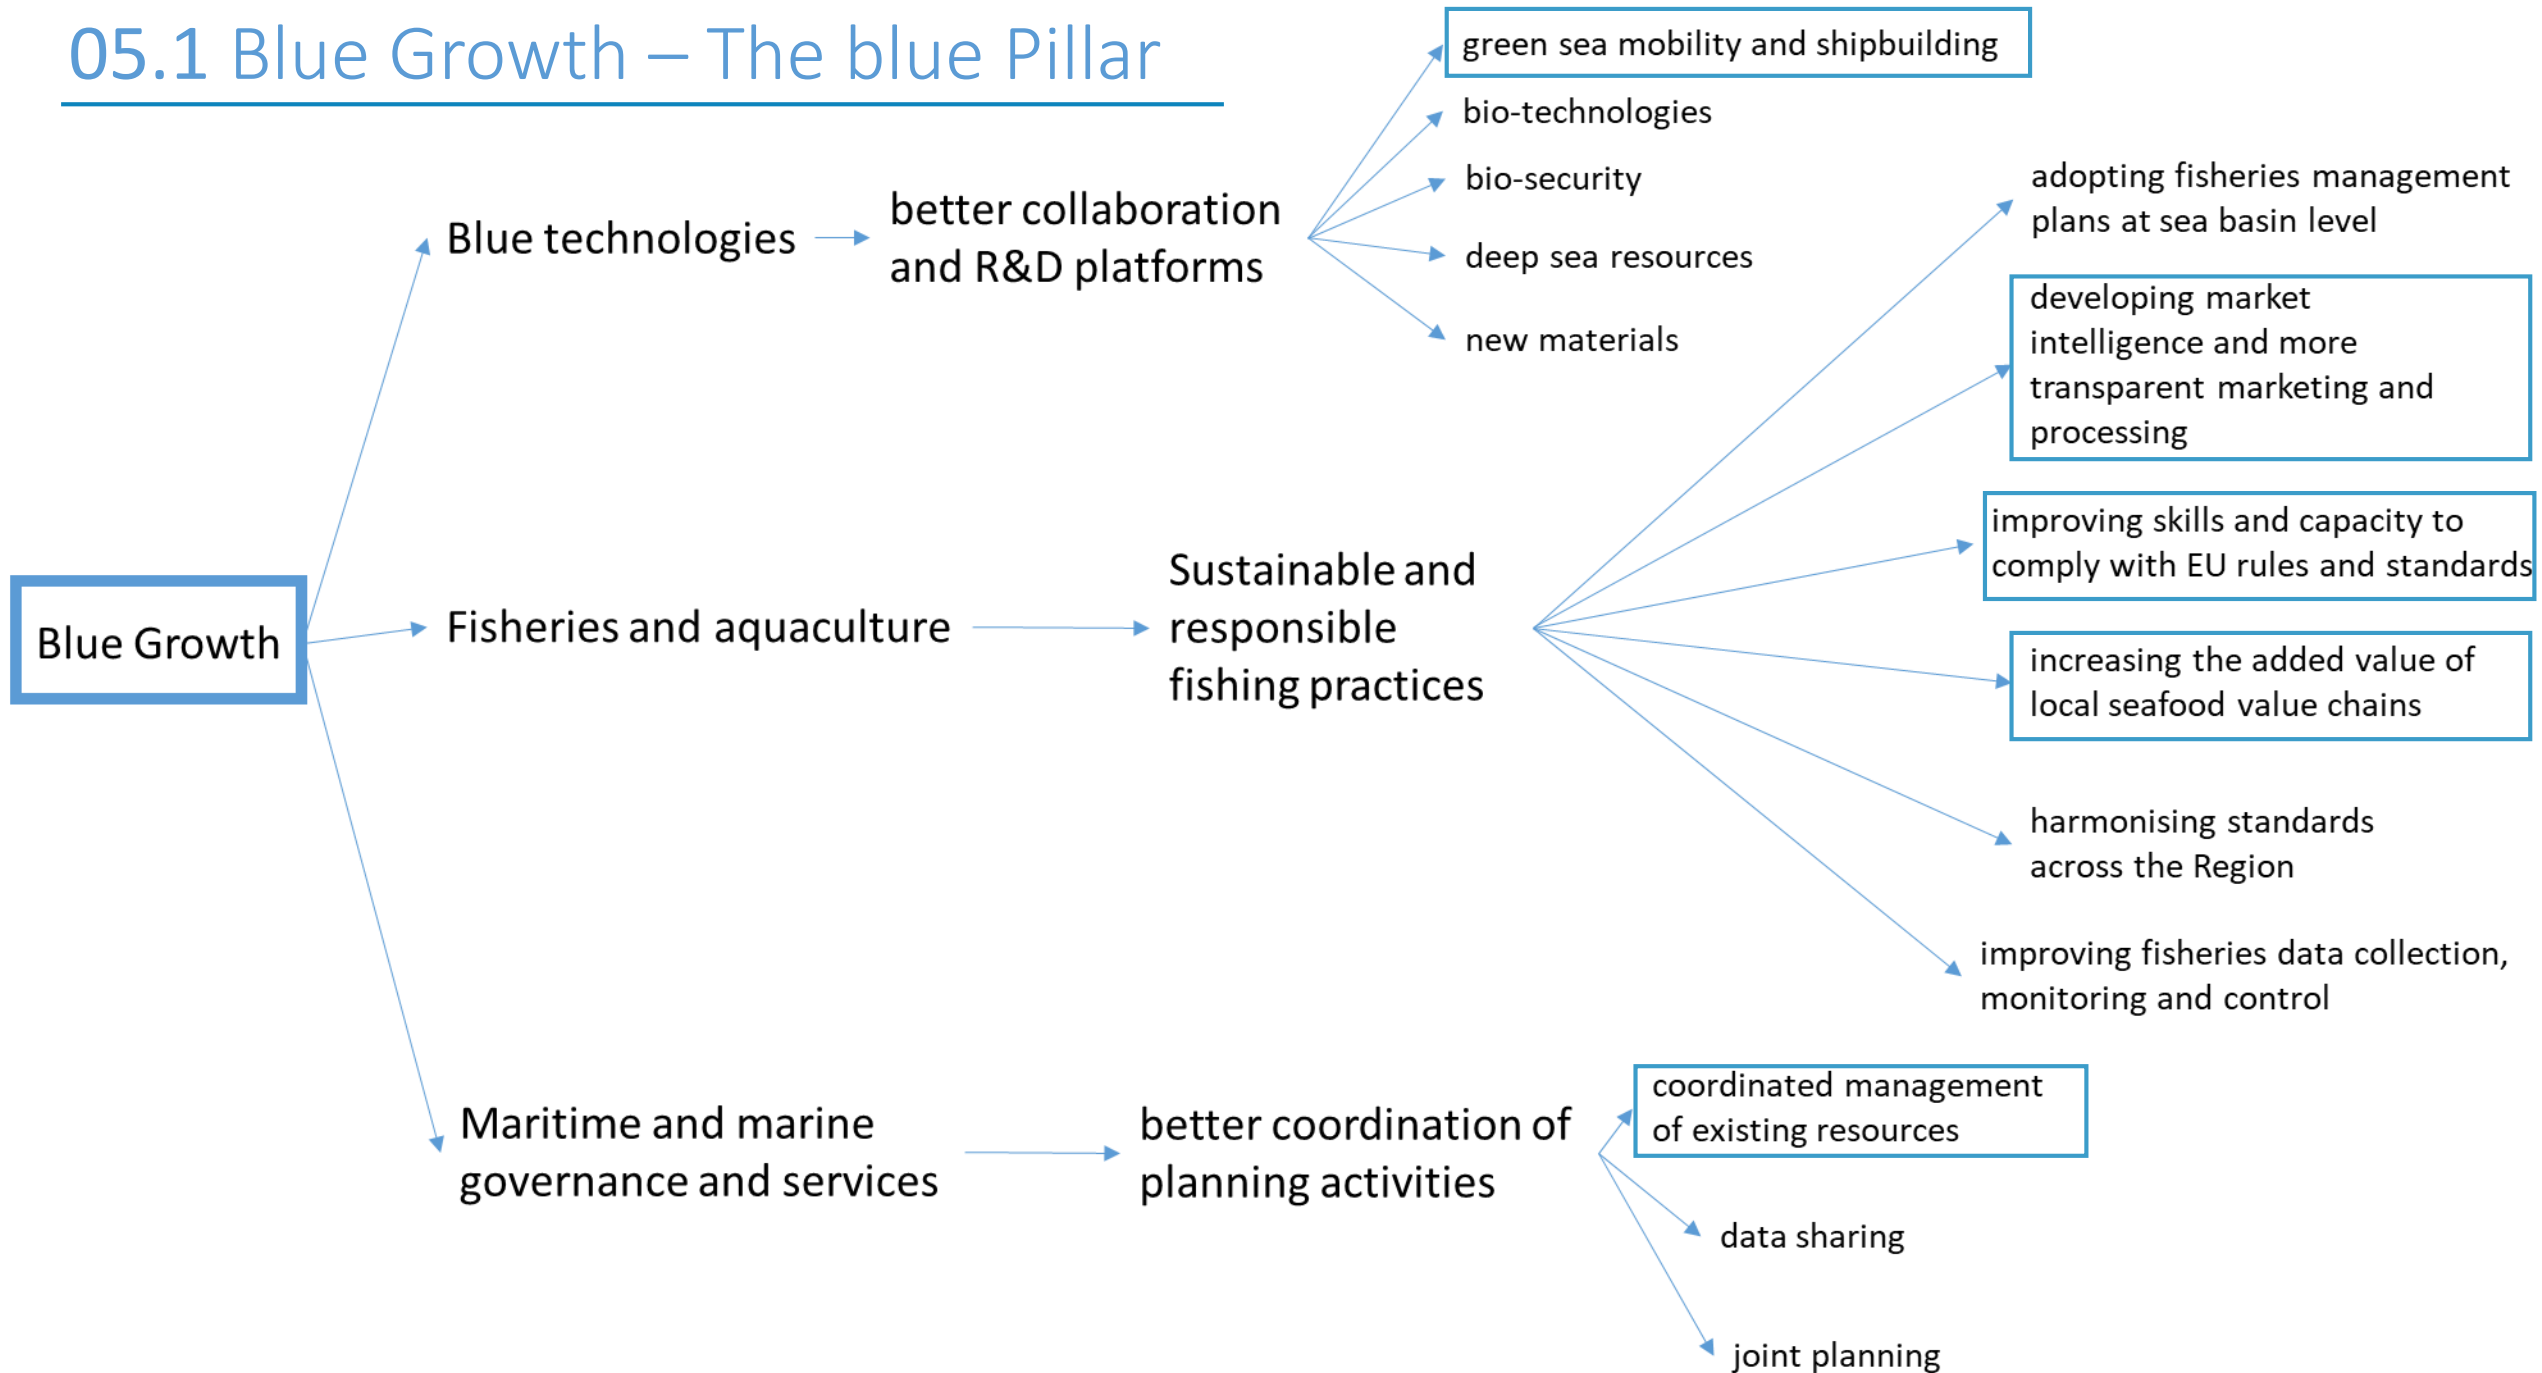 05.1 Blue Growth – The blue Pillar
green sea mobility and shipbuilding
bio-technologies
bio-security
deep sea resources
new materials
Blue technologies
better collaboration
and R&D platforms
adopting fisheries management
plans at sea basin level
developing market
intelligence and more
transparent marketing and
processing
improving skills and capacity to
comply with EU rules and standards
increasing the added value of
local seafood value chains
harmonising standards
across the Region
improving fisheries data collection,
monitoring and control
Blue Growth
Fisheries and aquaculture
Sustainable and
responsible
fishing practices
Maritime and marine
governance and services
better coordination of
planning activities
coordinated management
of existing resources
data sharing
joint planning